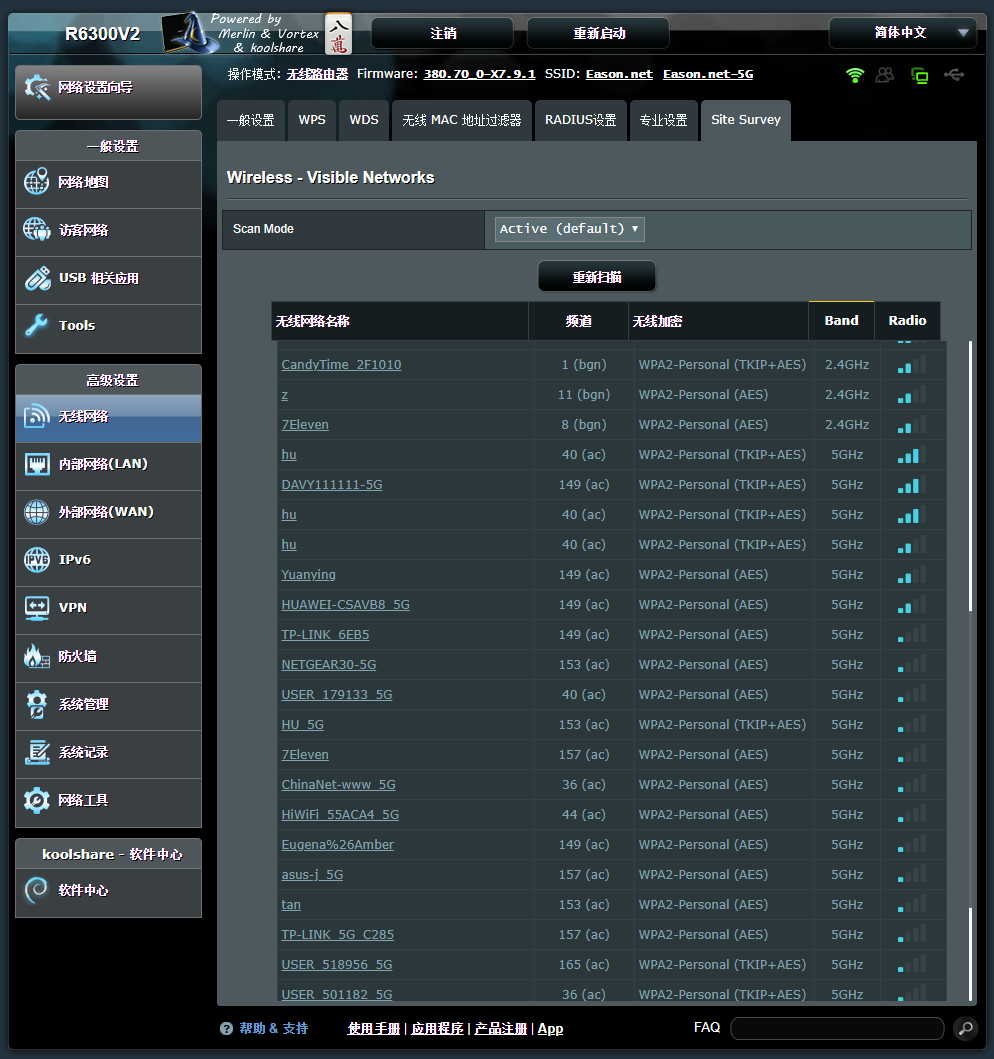 R6300V2
Powered by
Merlin & Vortex
& koolshare
八
萬
注销
重新启动
简体中文
操作模式: 无线路由器 Firmware: 380.70_0-X7.9.1 SSID: Eason.net Eason.net-5G
网络设置向导
一般设置
网络地图
访客网络
USB 相关应用
Tools
高级设置
无线网络
内部网络(LAN)
外部网络(WAN)
IPv6
VPN
防火墙
系统管理
系统记录
网络工具
koolshare - 软件中心
软件中心
一般设置 WPS WDS 无线 MAC 地址过滤器 RADIUS设置 专业设置 Site Survey
Wireless - Visible Networks
Scan Mode Active (default)
重新扫描
无线网络名称 频道 无线加密 Band Radio
CandyTime_2F1010 1 (bgn) WPA2-Personal (TKIP+AES) 2.4GHz
z 11 (bgn) WPA2-Personal (AES) 2.4GHz
7Eleven 8 (bgn) WPA2-Personal (AES) 2.4GHz
hu 40 (ac) WPA2-Personal (TKIP+AES) 5GHz
DAVY111111-5G 149 (ac) WPA2-Personal (TKIP+AES) 5GHz
hu 40 (ac) WPA2-Personal (TKIP+AES) 5GHz
hu 40 (ac) WPA2-Personal (TKIP+AES) 5GHz
Yuanying 149 (ac) WPA2-Personal (AES) 5GHz
HUAWEI-CSAVB8_5G 149 (ac) WPA2-Personal (AES) 5GHz
TP-LINK_6EB5 149 (ac) WPA2-Personal (AES) 5GHz
NETGEAR30-5G 153 (ac) WPA2-Personal (AES) 5GHz
USER_179133_5G 40 (ac) WPA2-Personal (AES) 5GHz
HU_5G 153 (ac) WPA2-Personal (TKIP+AES) 5GHz
7Eleven 157 (ac) WPA2-Personal (AES) 5GHz
ChinaNet-www_5G 36 (ac) WPA2-Personal (AES) 5GHz
HiWiFi_55ACA4_5G 44 (ac) WPA2-Personal (AES) 5GHz
Eugena%26Amber 149 (ac) WPA2-Personal (AES) 5GHz
asus-j_5G 157 (ac) WPA2-Personal (AES) 5GHz
tan 153 (ac) WPA2-Personal (AES) 5GHz
TP-LINK_5G_C285 157 (ac) WPA2-Personal (AES) 5GHz
USER_518956_5G 165 (ac) WPA2-Personal (TKIP+AES) 5GHz
USER_501182_5G 36 (ac) WPA2-Personal (TKIP+AES) 5GHz
? 帮助 & 支持 使用手册 | 应用程序 | 产品注册 | App FAQ